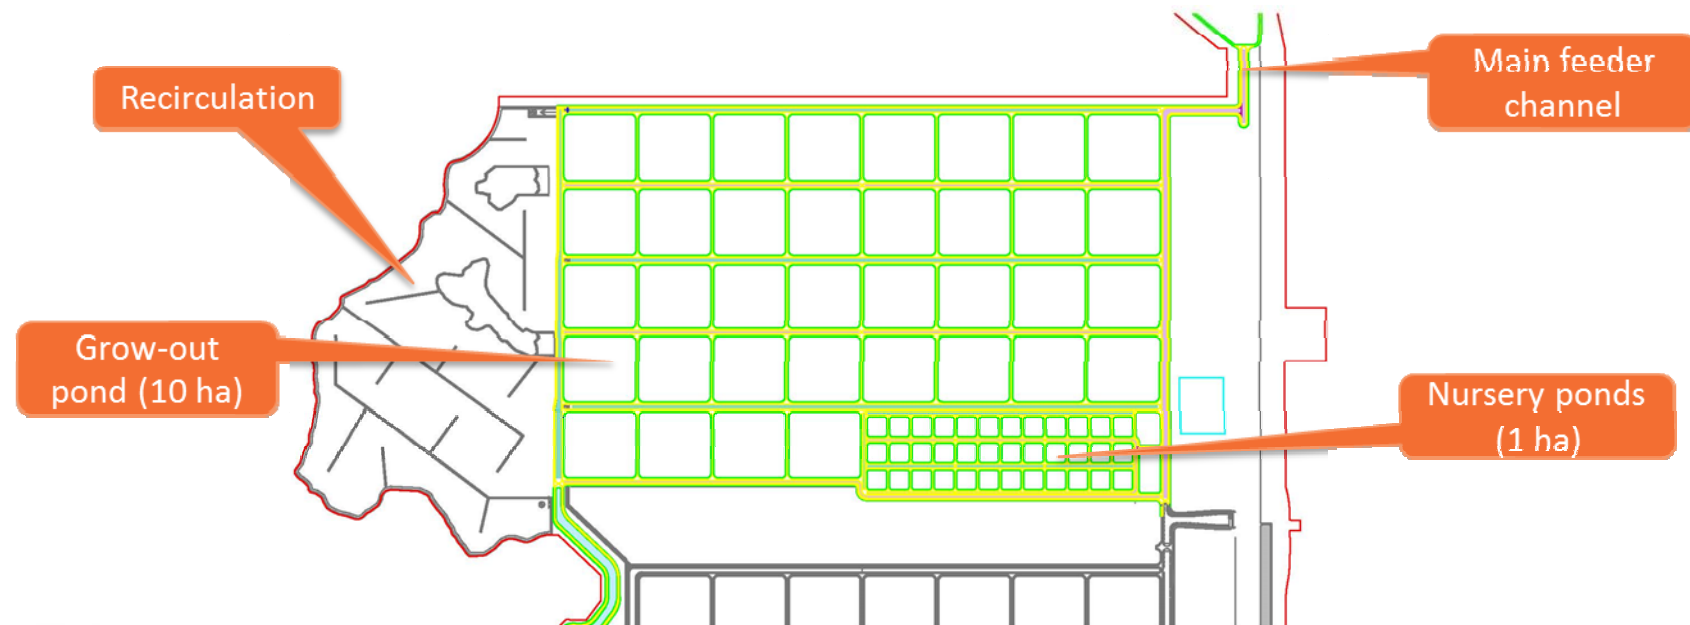 Recirculation
Main feeder
channel
Grow-out
pond (10 ha)
Nursery ponds
(1 ha)